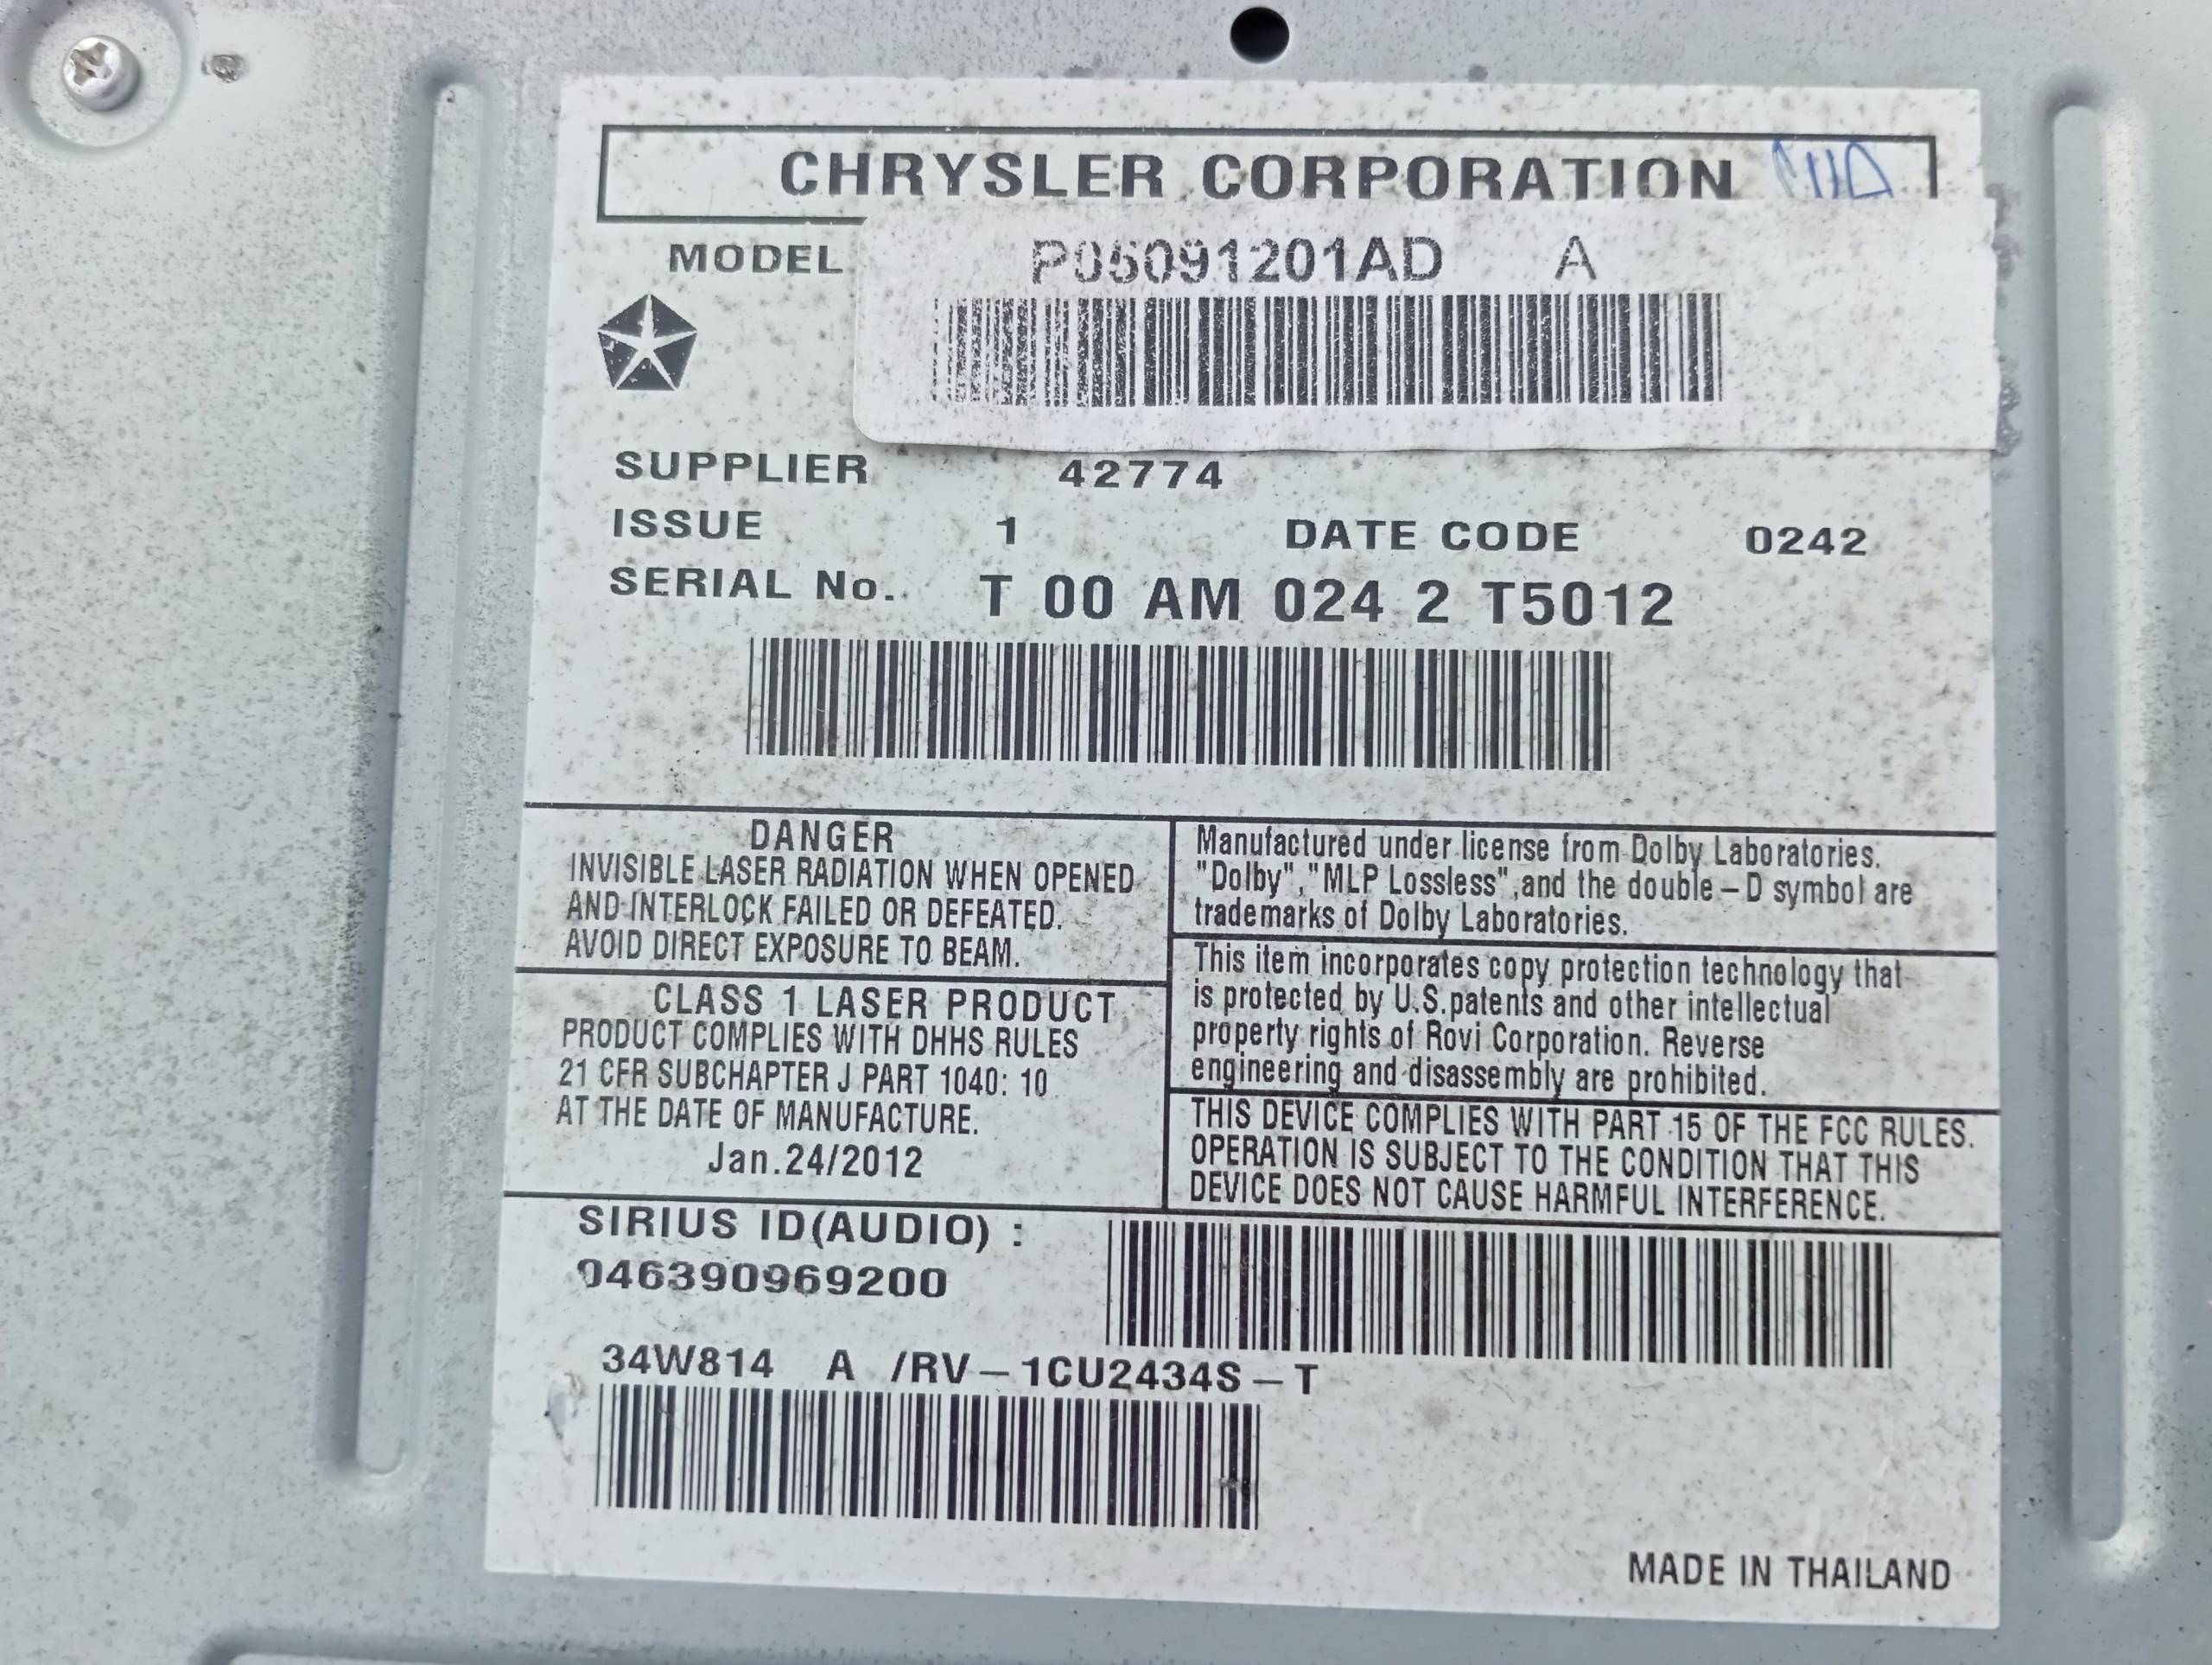 CHRYSLER CORPORATION
MODEL P05091201AD A
SUPPLIER 42774
ISSUE 1 DATE CODE 0242
SERIAL No. T 00 AM 024 2 T5012
DANGER
INVISIBLE LASER RADIATION WHEN OPENED
AND INTERLOCK FAILED OR DEFEATED.
AVOID DIRECT EXPOSURE TO BEAM.
CLASS 1 LASER PRODUCT
PRODUCT COMPLIES WITH DHHS RULES
21 CFR SUBCHAPTER J PART 1040: 10
AT THE DATE OF MANUFACTURE.
Jan.24/2012
Manufactured under license from Dolby Laboratories.
"Dolby","MLP Lossless",and the double-D symbol are
trademarks of Dolby Laboratories.
This item incorporates copy protection technology that
is protected by U.S.patents and other intellectual
property rights of Rovi Corporation. Reverse
engineering and disassembly are prohibited.
THIS DEVICE COMPLIES WITH PART 15 OF THE FCC RULES.
OPERATION IS SUBJECT TO THE CONDITION THAT THIS
DEVICE DOES NOT CAUSE HARMFUL INTERFERENCE.
SIRIUS ID(AUDIO) :
046390969200
34W814 A /RV-1CU2434S-T
MADE IN THAILAND